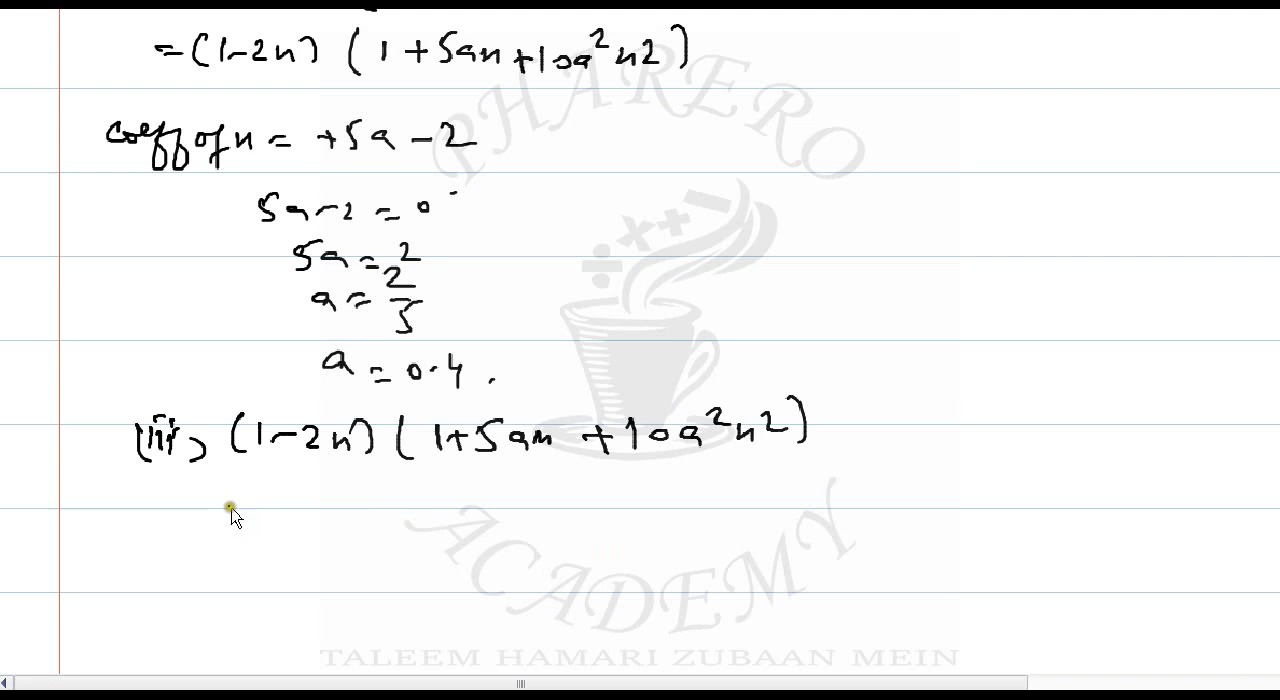 = (1-2x) (1 + 5ax + 10a²x2)
coeff of x = +5a - 2
5a - 2 = 0
5a = 2
a = 2/5
a = 0.4 .
(iii) (1-2x) (1+5ax + 10a²x2)
PHARERO
ACADEMY
TALEEM HAMARI ZUBAAN MEIN